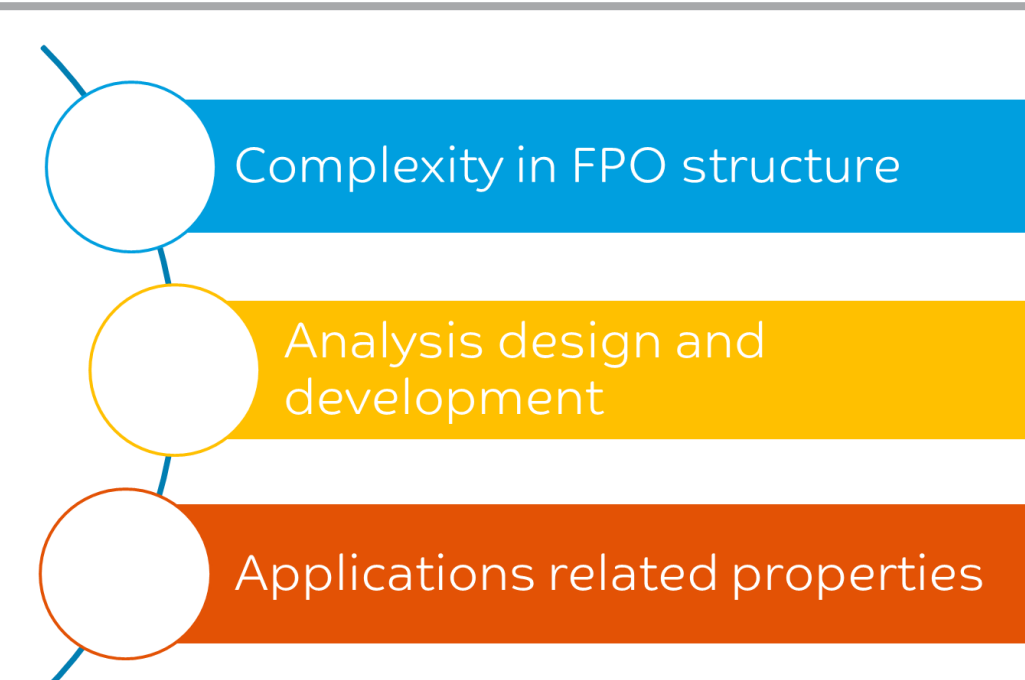 Complexity in FPO structure
Analysis design and
development
Applications related properties